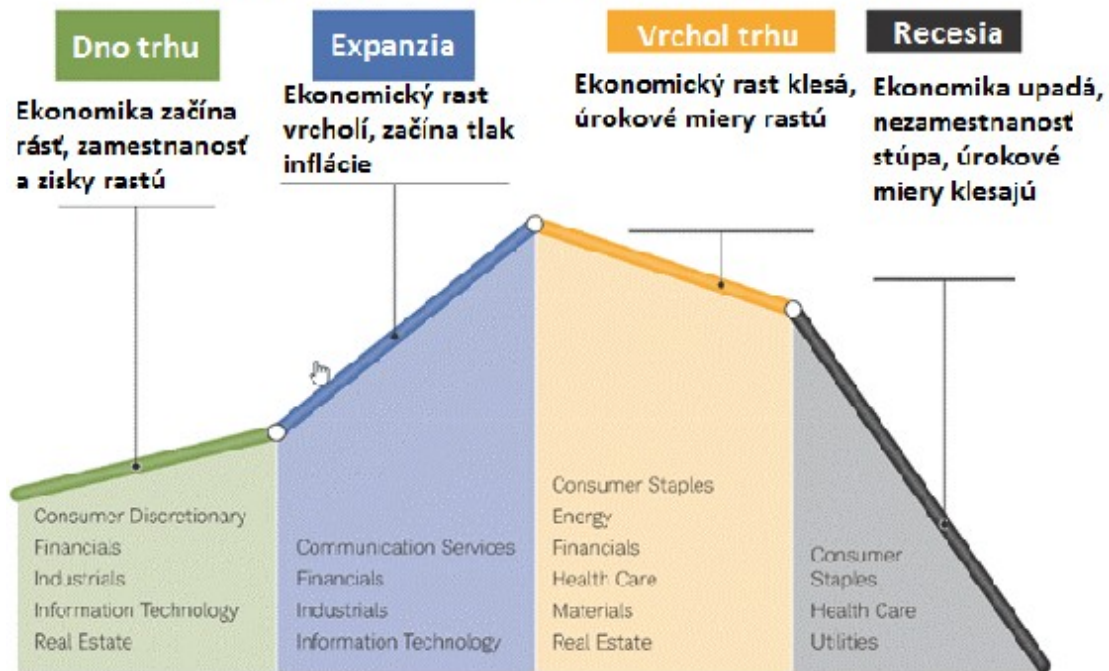 Dno trhu
Ekonomika začína
rásť, zamestnanosť
a zisky rastú
Expanzia
Ekonomický rast
vrcholí, začína tlak
inflácie
Vrchol trhu
Ekonomický rast klesá,
úrokové miery rastú
Recesia
Ekonomika upadá,
nezamestnanosť
stúpa, úrokové
miery klesajú
Consumer Discretionary
Financials
Industrials
Information Technology
Real Estate
Communication Services
Financials
Industrials
Information Technology
Consumer Staples
Energy
Financials
Health Care
Materials
Real Estate
Consumer
Staples
Health Care
Utilities